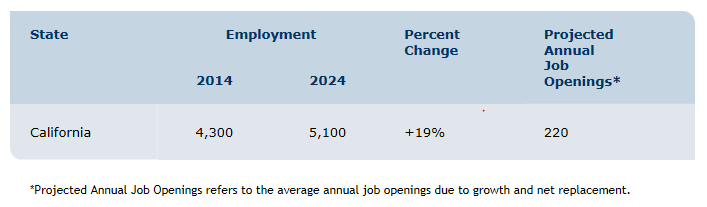 State Employment Percent Change Projected Annual Job Openings*
2014 2024
California 4,300 5,100 +19% 220
*Projected Annual Job Openings refers to the average annual job openings due to growth and net replacement.